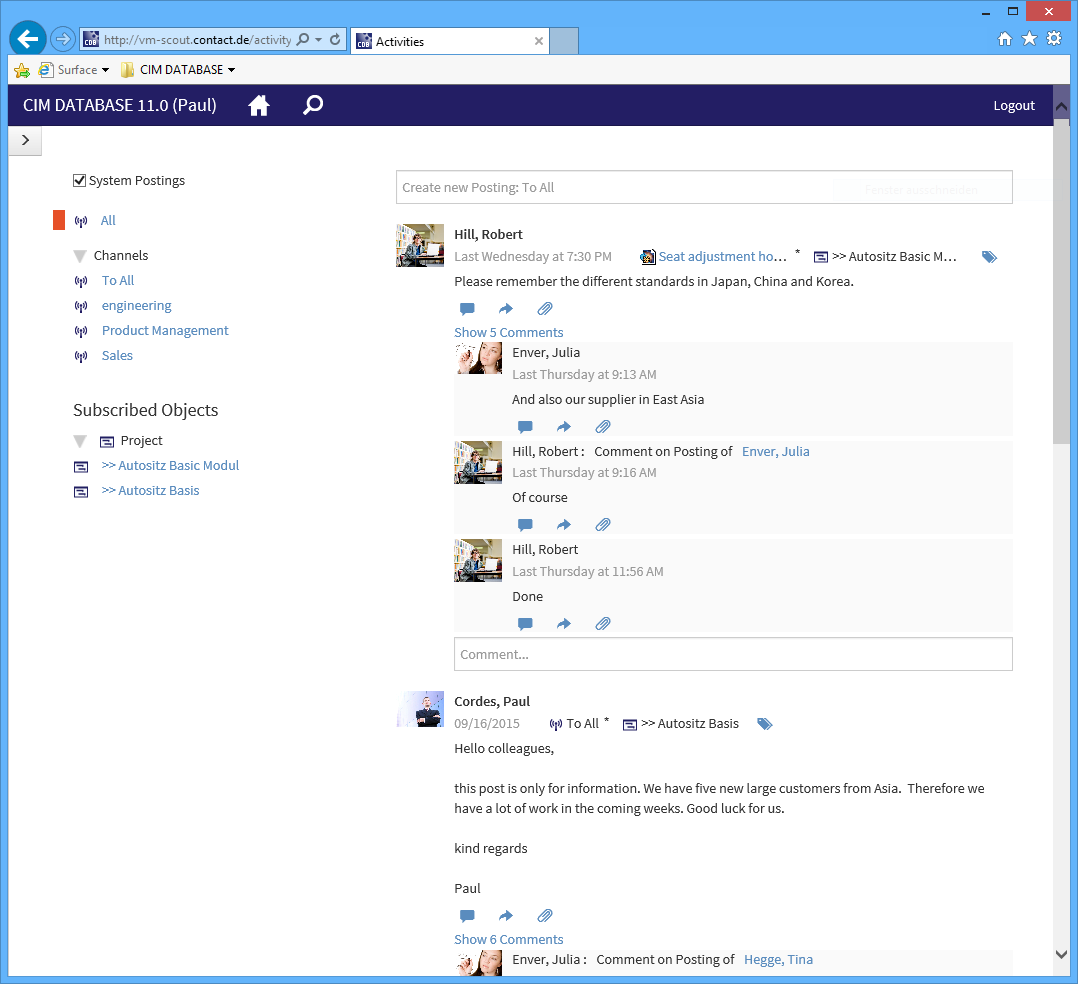 http://vm-scout.contact.de/activity
Activities
Surface
CIM DATABASE
CIM DATABASE 11.0 (Paul)
Logout
System Postings
All
Channels
To All
engineering
Product Management
Sales
Subscribed Objects
Project
>> Autositz Basic Modul
>> Autositz Basis
Create new Posting: To All
Hill, Robert
Last Wednesday at 7:30 PM Seat adjustment ho... * >> Autositz Basic M...
Please remember the different standards in Japan, China and Korea.
Show 5 Comments
Enver, Julia
Last Thursday at 9:13 AM
And also our supplier in East Asia
Hill, Robert : Comment on Posting of Enver, Julia
Last Thursday at 9:16 AM
Of course
Hill, Robert
Last Thursday at 11:56 AM
Done
Comment...
Cordes, Paul
09/16/2015 To All * >> Autositz Basis
Hello colleagues,
this post is only for information. We have five new large customers from Asia. Therefore we
have a lot of work in the coming weeks. Good luck for us.
kind regards
Paul
Show 6 Comments
Enver, Julia : Comment on Posting of Hegge, Tina